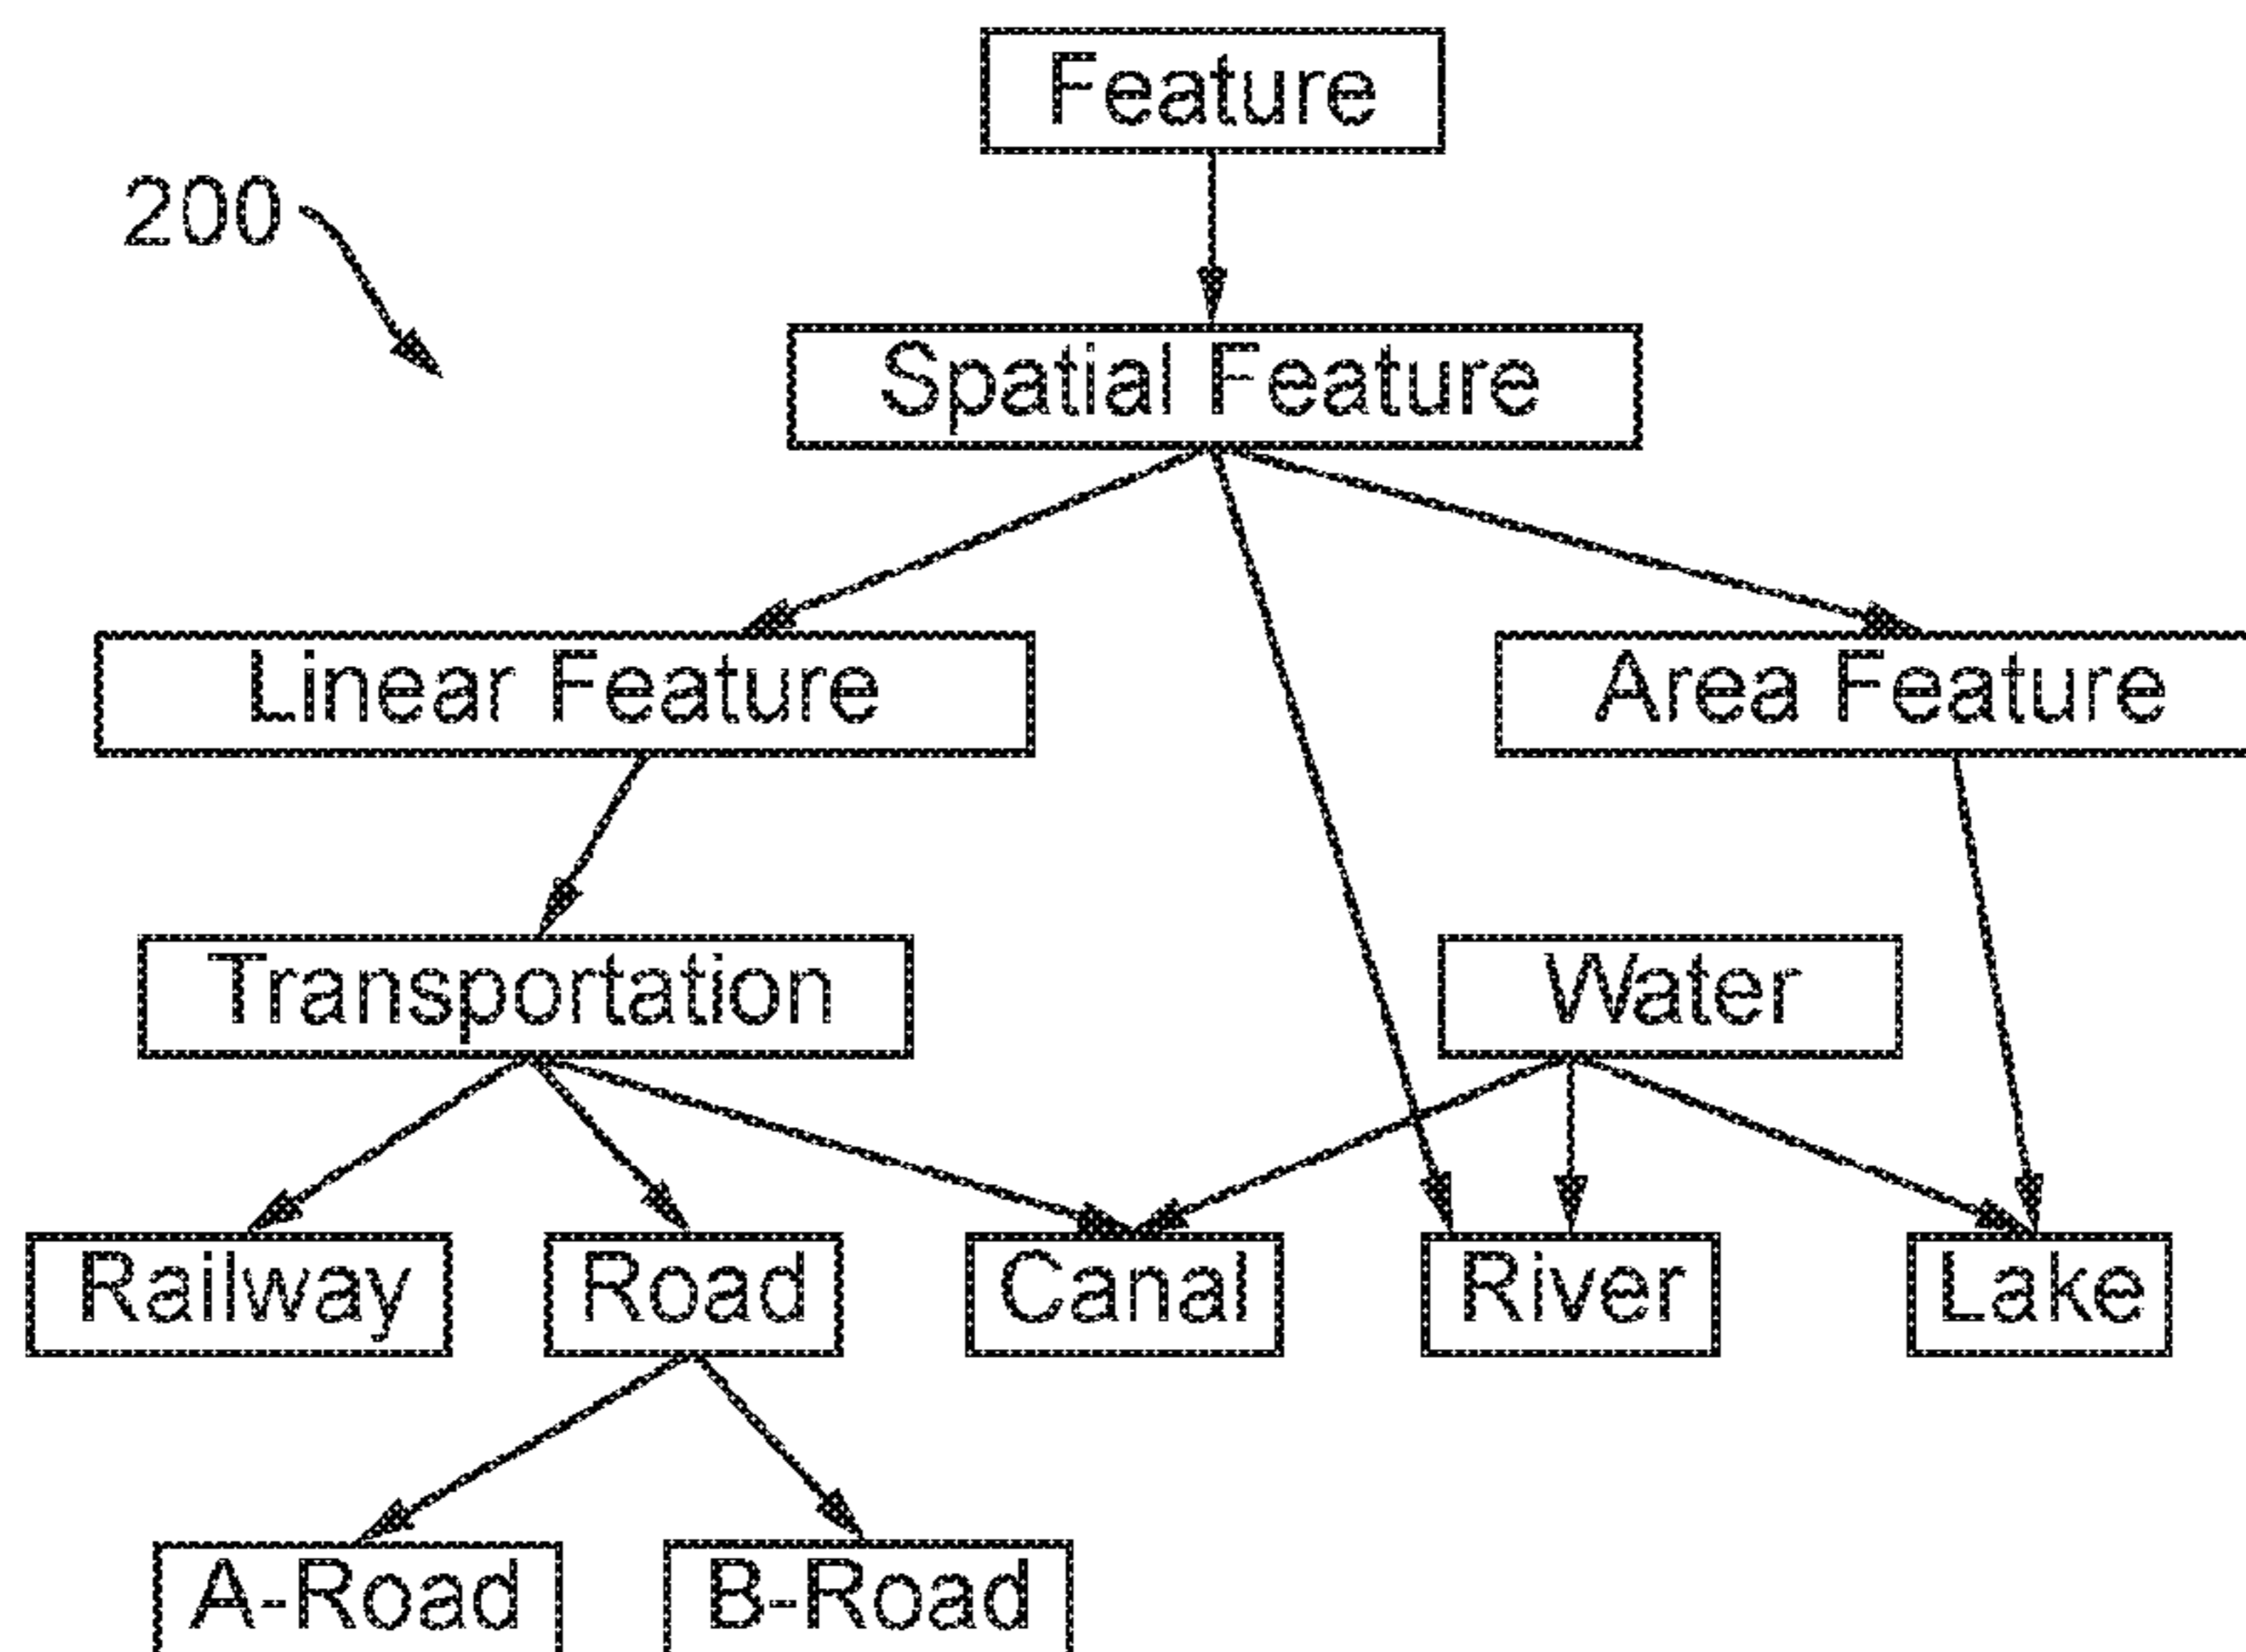 Feature
200
Spatial Feature
Linear Feature
Area Feature
Transportation
Water
Railway
Road
Canal
River
Lake
A-Road
B-Road